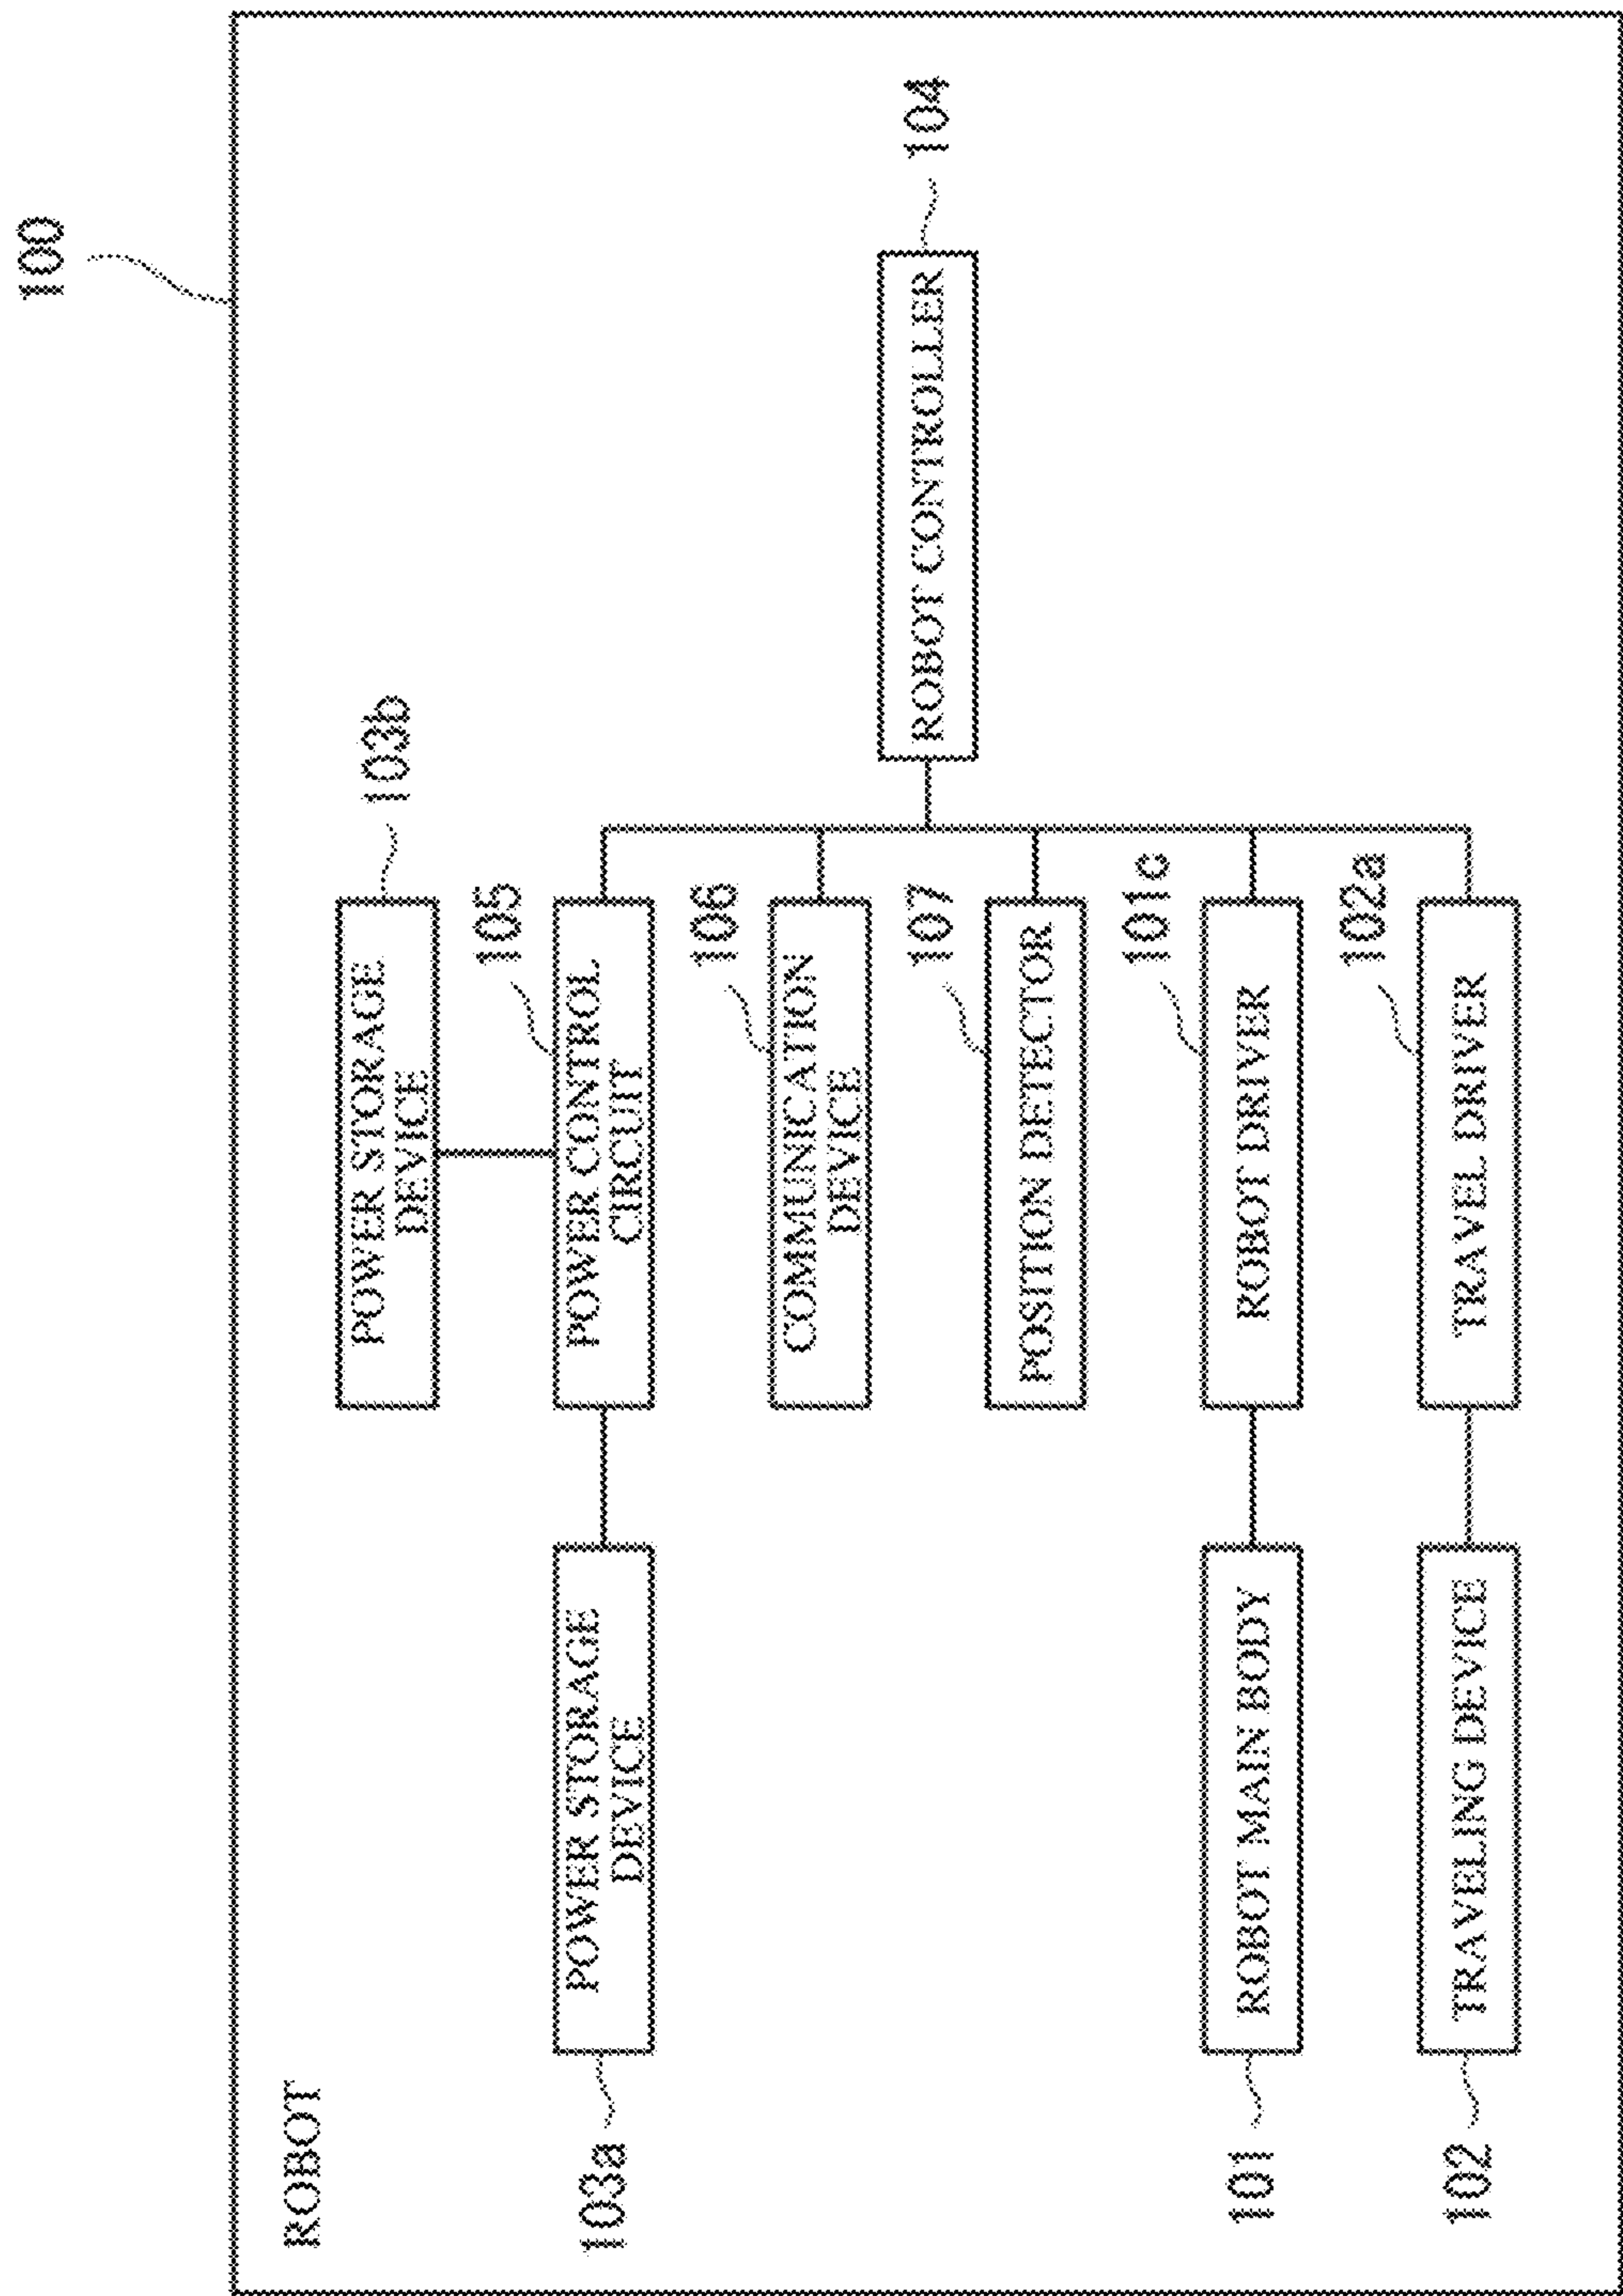 100
ROBOT
103b
POWER STORAGE
DEVICE
103a
POWER STORAGE
DEVICE
105
POWER CONTROL
CIRCUIT
106
COMMUNICATION
DEVICE
104
ROBOT CONTROLLER
107
POSITION DETECTOR
101
ROBOT MAIN BODY
101c
ROBOT DRIVER
102
TRAVELING DEVICE
102a
TRAVEL DRIVER